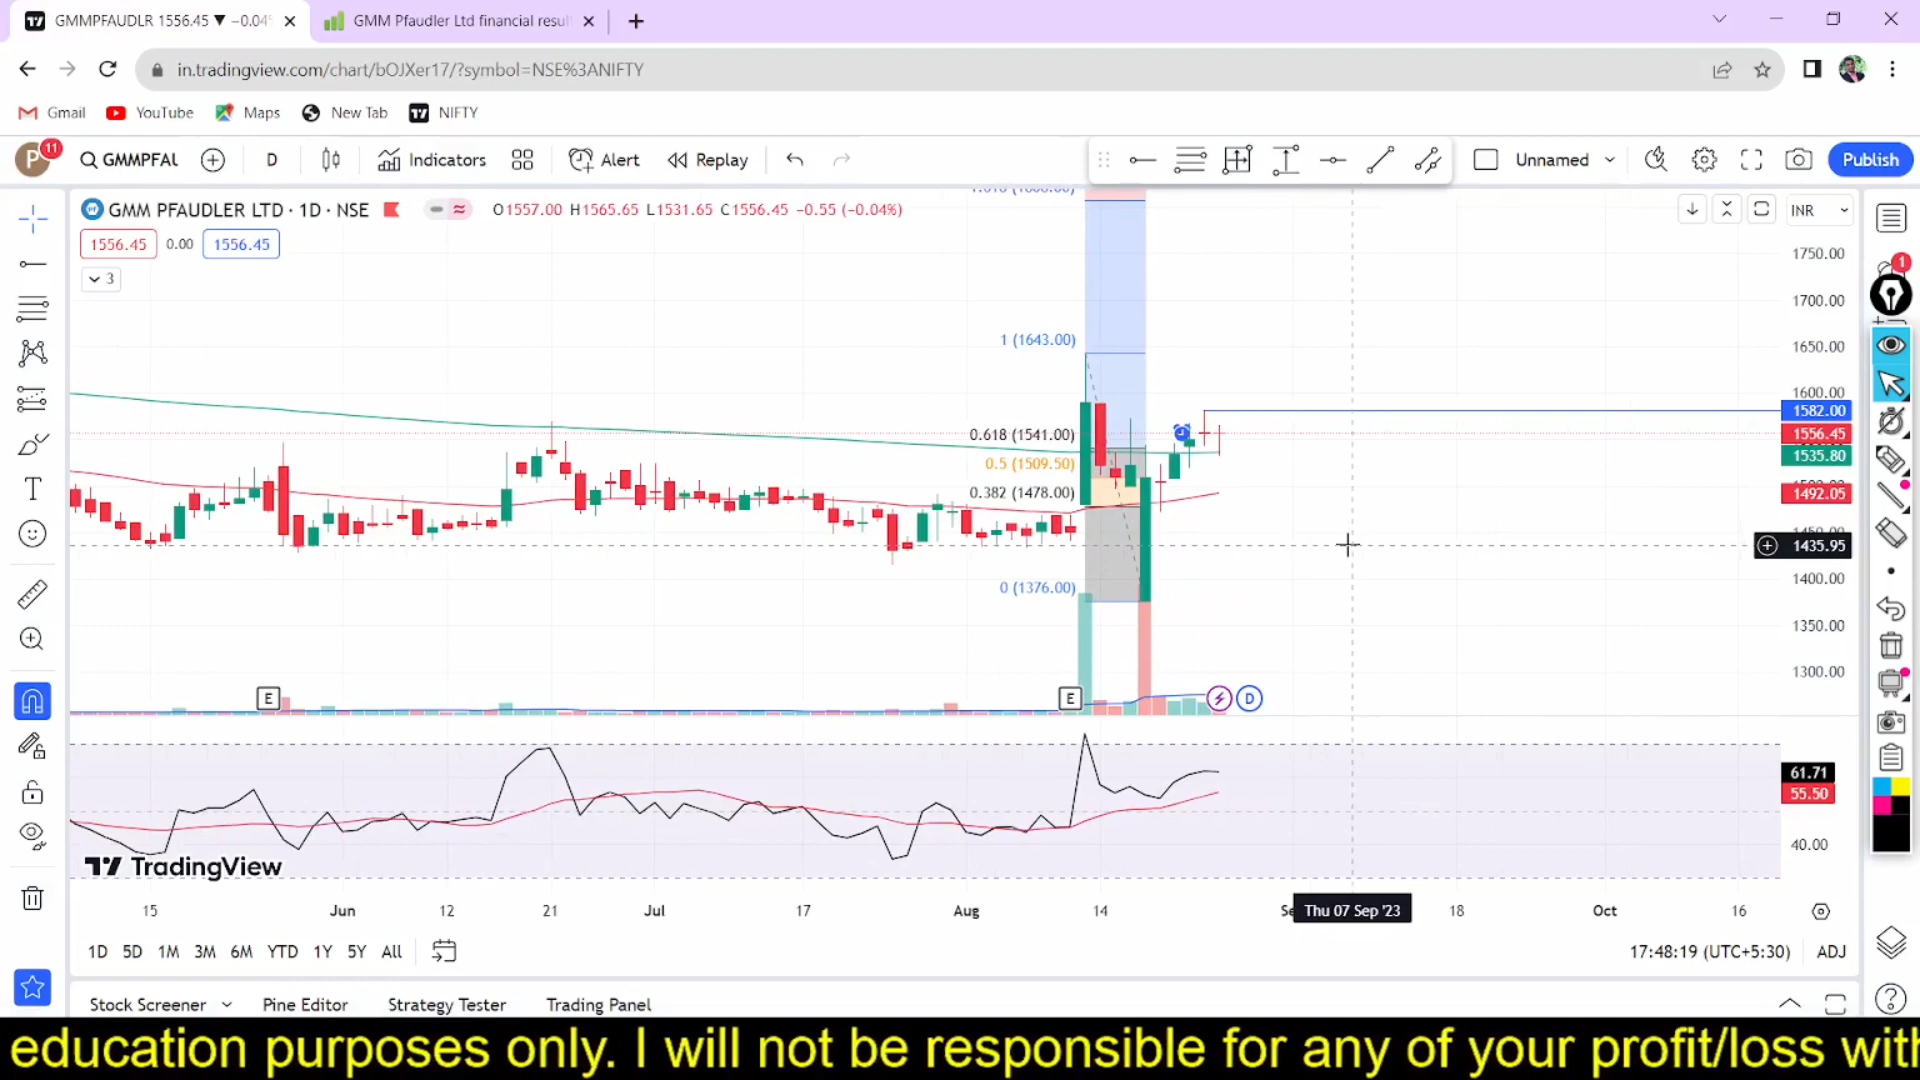 GMMPFAUDLR 1556.45 ▼ −0.04%
GMM Pfaudler Ltd financial resul
in.tradingview.com/chart/bOJXer17/?symbol=NSE%3ANIFTY
Gmail YouTube Maps New Tab NIFTY
P 11 GMMPFAL D Indicators Alert Replay Unnamed Publish
GMM PFAUDLER LTD · 1D · NSE O1557.00 H1565.65 L1531.65 C1556.45 −0.55 (−0.04%) INR
1556.45 0.00 1556.45
3
1750.00
1700.00
1 (1643.00) 1650.00
1600.00
1582.00
0.618 (1541.00) 1556.45
0.5 (1509.50) 1535.80
0.382 (1478.00) 1492.05
1435.95
0 (1376.00) 1400.00
1350.00
1300.00
E E D
61.71
55.50
40.00
TradingView
15 Jun 12 21 Jul 17 Aug 14 Thu 07 Sep '23 18 Oct 16
1D 5D 1M 3M 6M YTD 1Y 5Y All 17:48:19 (UTC+5:30) ADJ
Stock Screener Pine Editor Strategy Tester Trading Panel
education purposes only. I will not be responsible for any of your profit/loss with